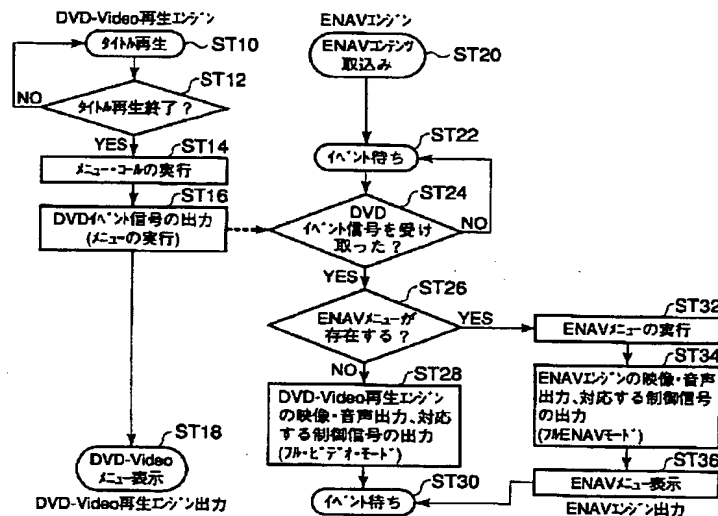 DVD-Video再生エンジン
タイトル再生
ST10
ST12
NO
タイトル再生終了？
YES
ST14
メニュー・コールの実行
ST16
DVDイベント信号の出力
(メニューの実行)
ST18
DVD-Video
メニュー表示
DVD-Video再生エンジン出力
ENAVエンジン
ENAVコンテンツ
取込み
ST20
ST22
イベント待ち
ST24
DVD
イベント信号を受け
取った？
NO
YES
ST26
ENAVメニューが
存在する？
YES
NO
ST28
DVD-Video再生エンジン
の映像・音声出力、対応
する制御信号の出力
(フル・ビデオ・モード)
ST30
イベント待ち
ST32
ENAVメニューの実行
ST34
ENAVエンジンの映像・音声
出力、対応する制御信号
の出力
(フルENAVモード)
ST36
ENAVメニュー表示
ENAVエンジン出力